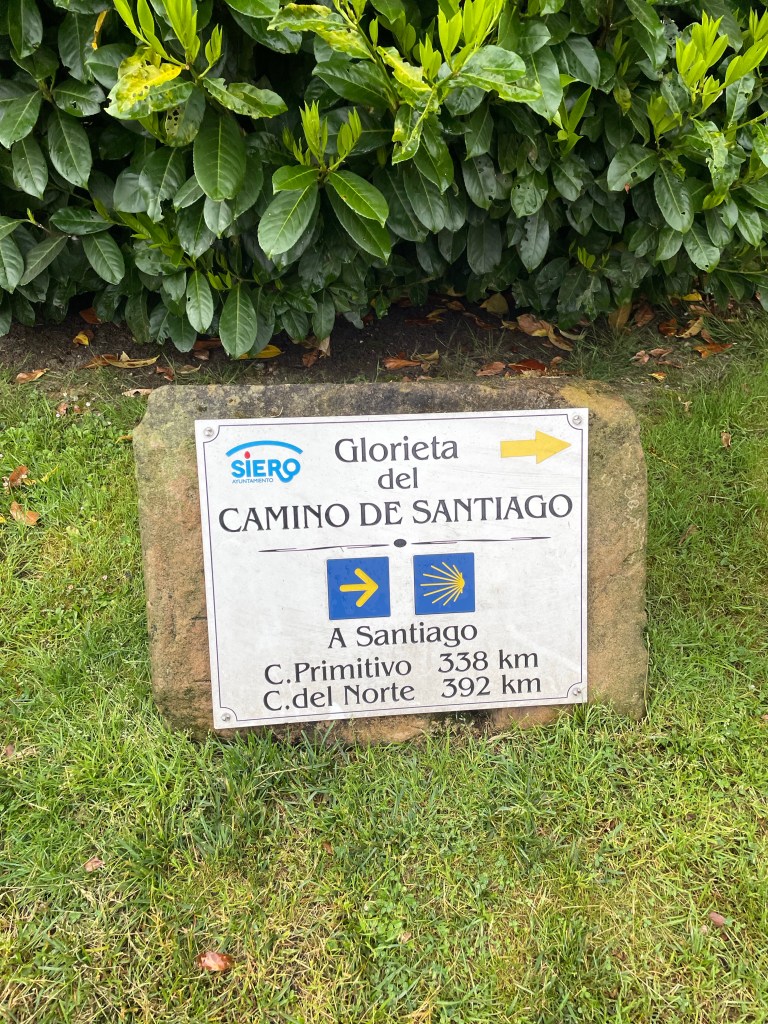 SIERO
AYUNTAMIENTO
Glorieta
del
CAMINO DE SANTIAGO
A Santiago
C.Primitivo 338 km
C.del Norte 392 km